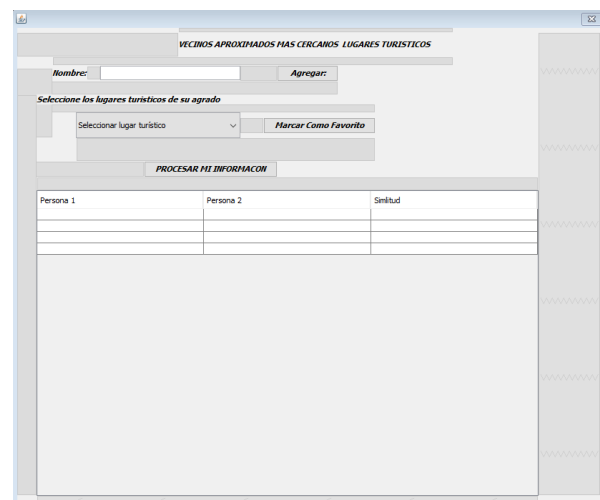 VECINOS APROXIMADOS MAS CERCANOS LUGARES TURISTICOS
Nombre: Agregar:
Seleccione los lugares turisticos de su agrado
Seleccionar lugar turístico Marcar Como Favorito
PROCESAR MI INFORMACON
Persona 1 Persona 2 Simlitud